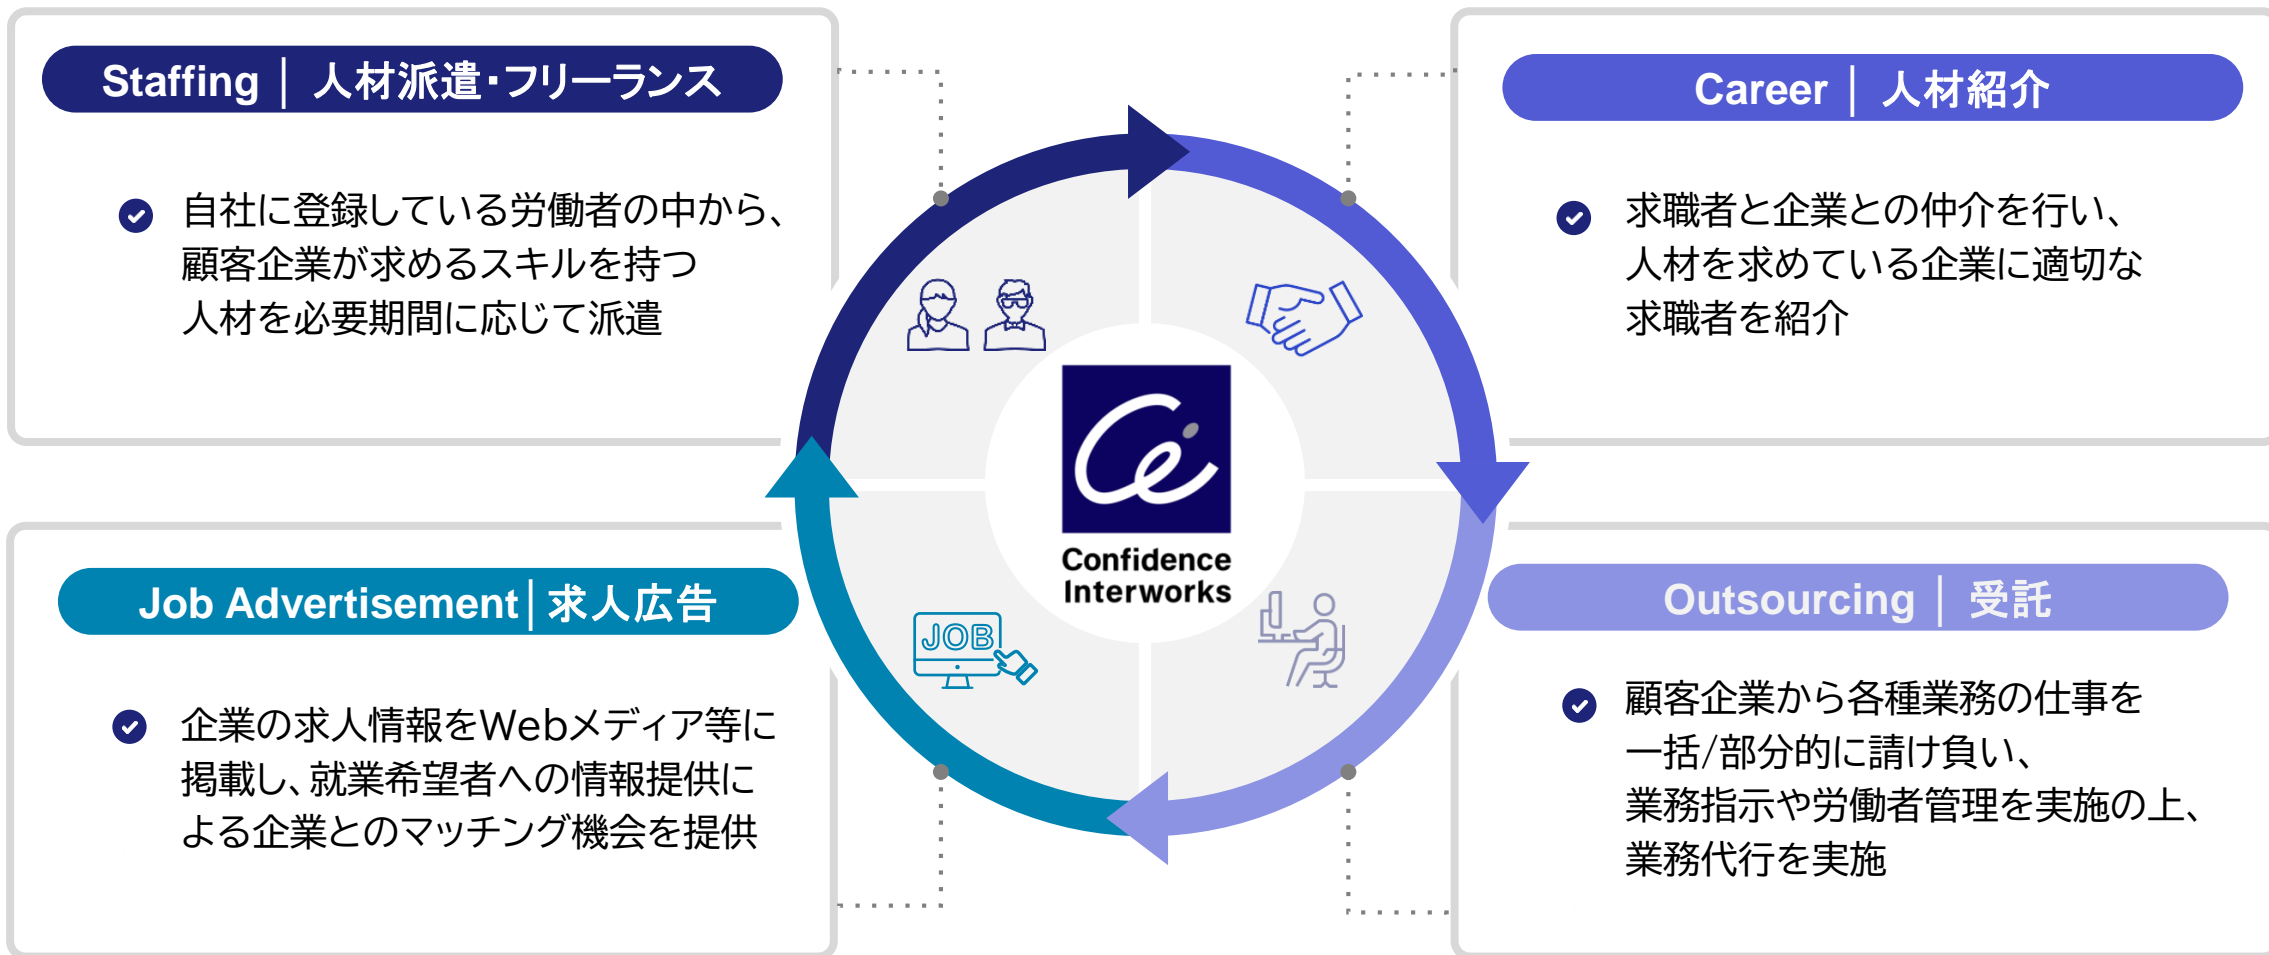 Staffing｜ 人材派遣・フリーランス
自社に登録している労働者の中から、
顧客企業が求めるスキルを持つ
人材を必要期間に応じて派遣
Career｜ 人材紹介
求職者と企業との仲介を行い、
人材を求めている企業に適切な
求職者を紹介
Confidence
Interworks
JOB
Job Advertisement｜求人広告
企業の求人情報をWebメディア等に
掲載し、就業希望者への情報提供に
よる企業とのマッチング機会を提供
Outsourcing｜ 受託
顧客企業から各種業務の仕事を
一括/部分的に請け負い、
業務指示や労働者管理を実施の上、
業務代行を実施